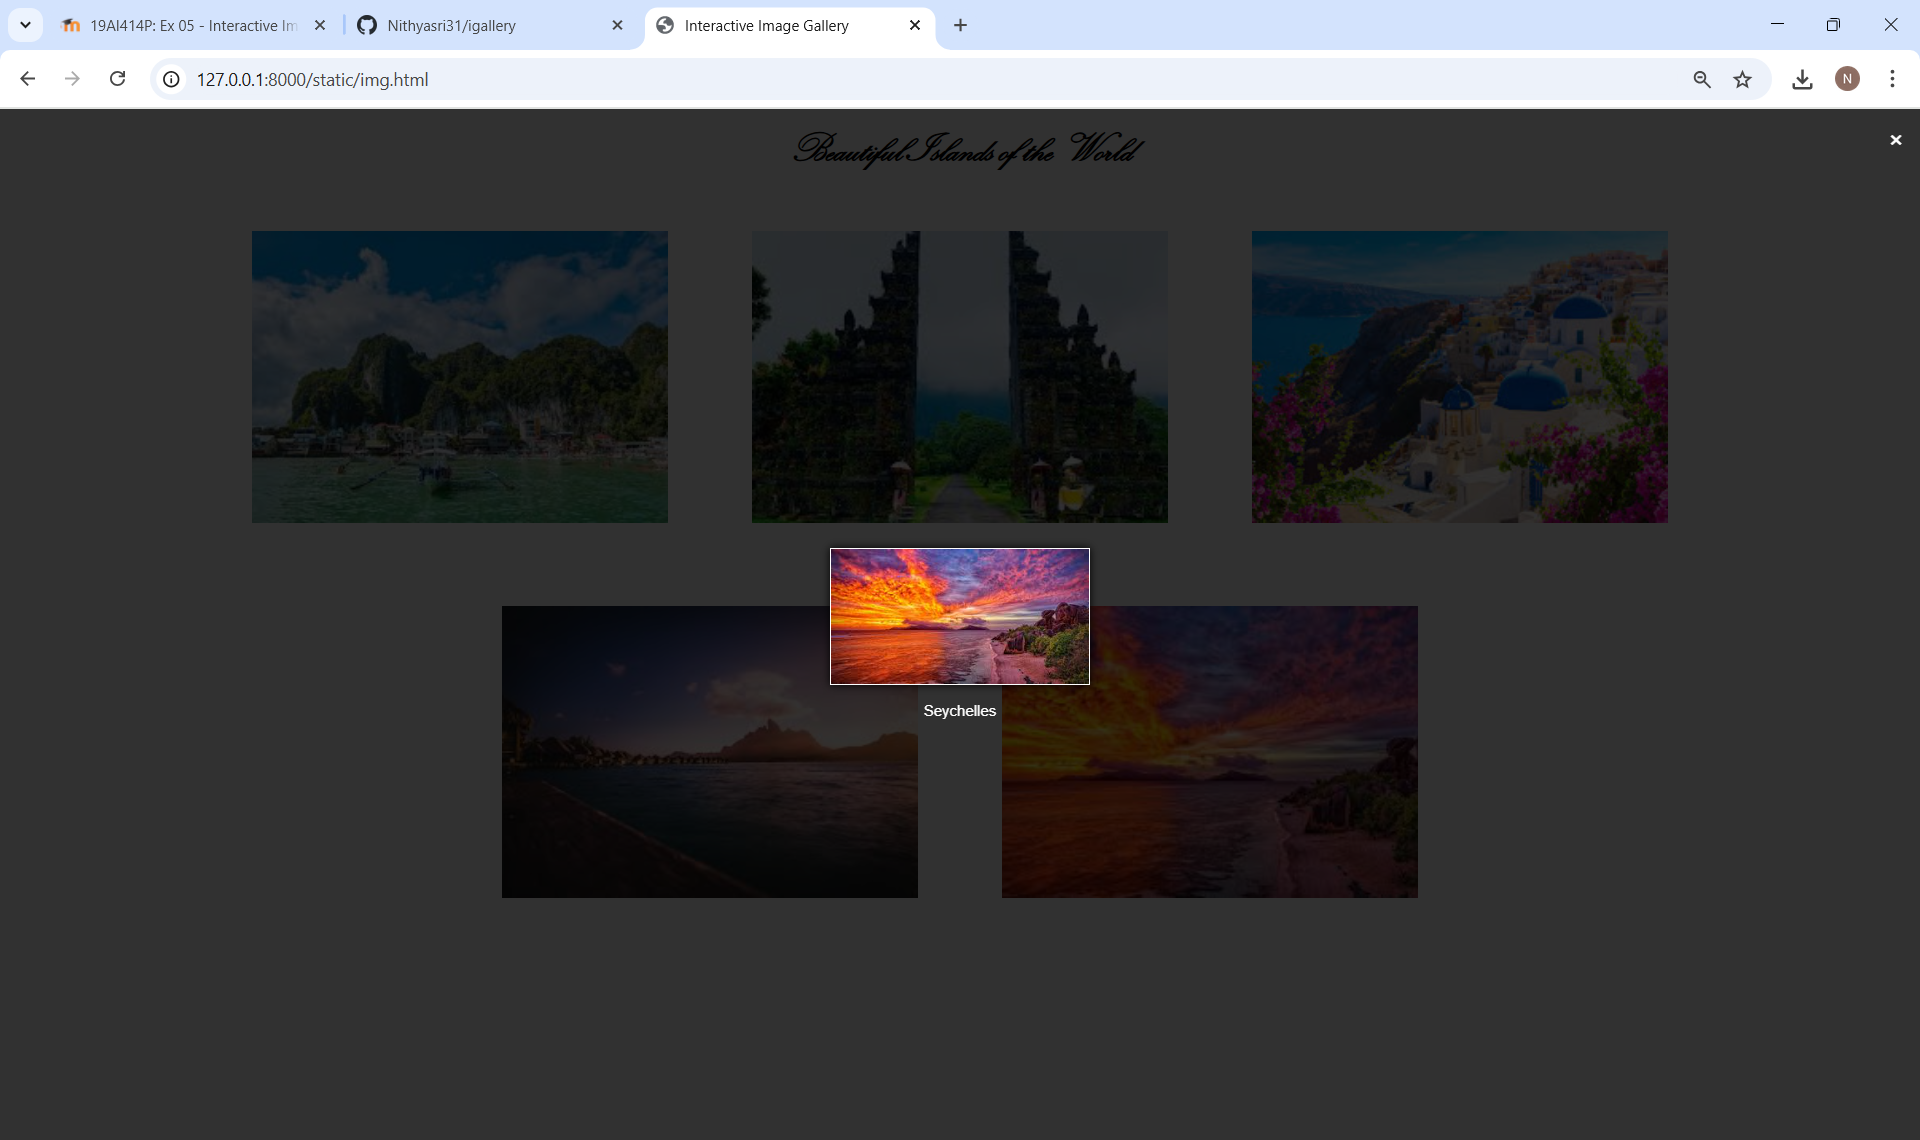 19AI414P: Ex 05 - Interactive Im
Nithyasri31/igallery
Interactive Image Gallery
127.0.0.1:8000/static/img.html
N
Beautiful Islands of the World
Seychelles